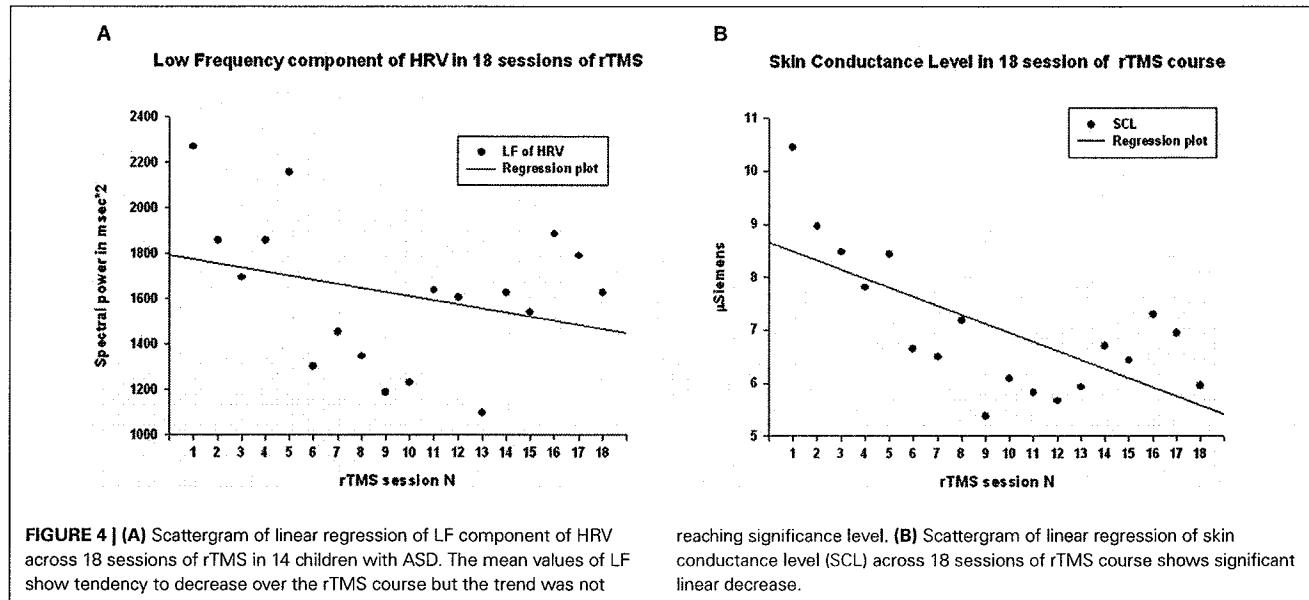 A
Low Frequency component of HRV in 18 sessions of rTMS
2400
2200
2000
1800
1600
1400
1200
1000
Spectral power in msec*2
LF of HRV
Regression plot
1 2 3 4 5 6 7 8 9 10 11 12 13 14 15 16 17 18
rTMS session N
B
Skin Conductance Level in 18 session of rTMS course
11
10
9
8
7
6
5
µSiemens
SCL
Regression plot
1 2 3 4 5 6 7 8 9 10 11 12 13 14 15 16 17 18
rTMS session N
FIGURE 4 | (A) Scattergram of linear regression of LF component of HRV
across 18 sessions of rTMS in 14 children with ASD. The mean values of LF
show tendency to decrease over the rTMS course but the trend was not
reaching significance level. (B) Scattergram of linear regression of skin
conductance level (SCL) across 18 sessions of rTMS course shows significant
linear decrease.